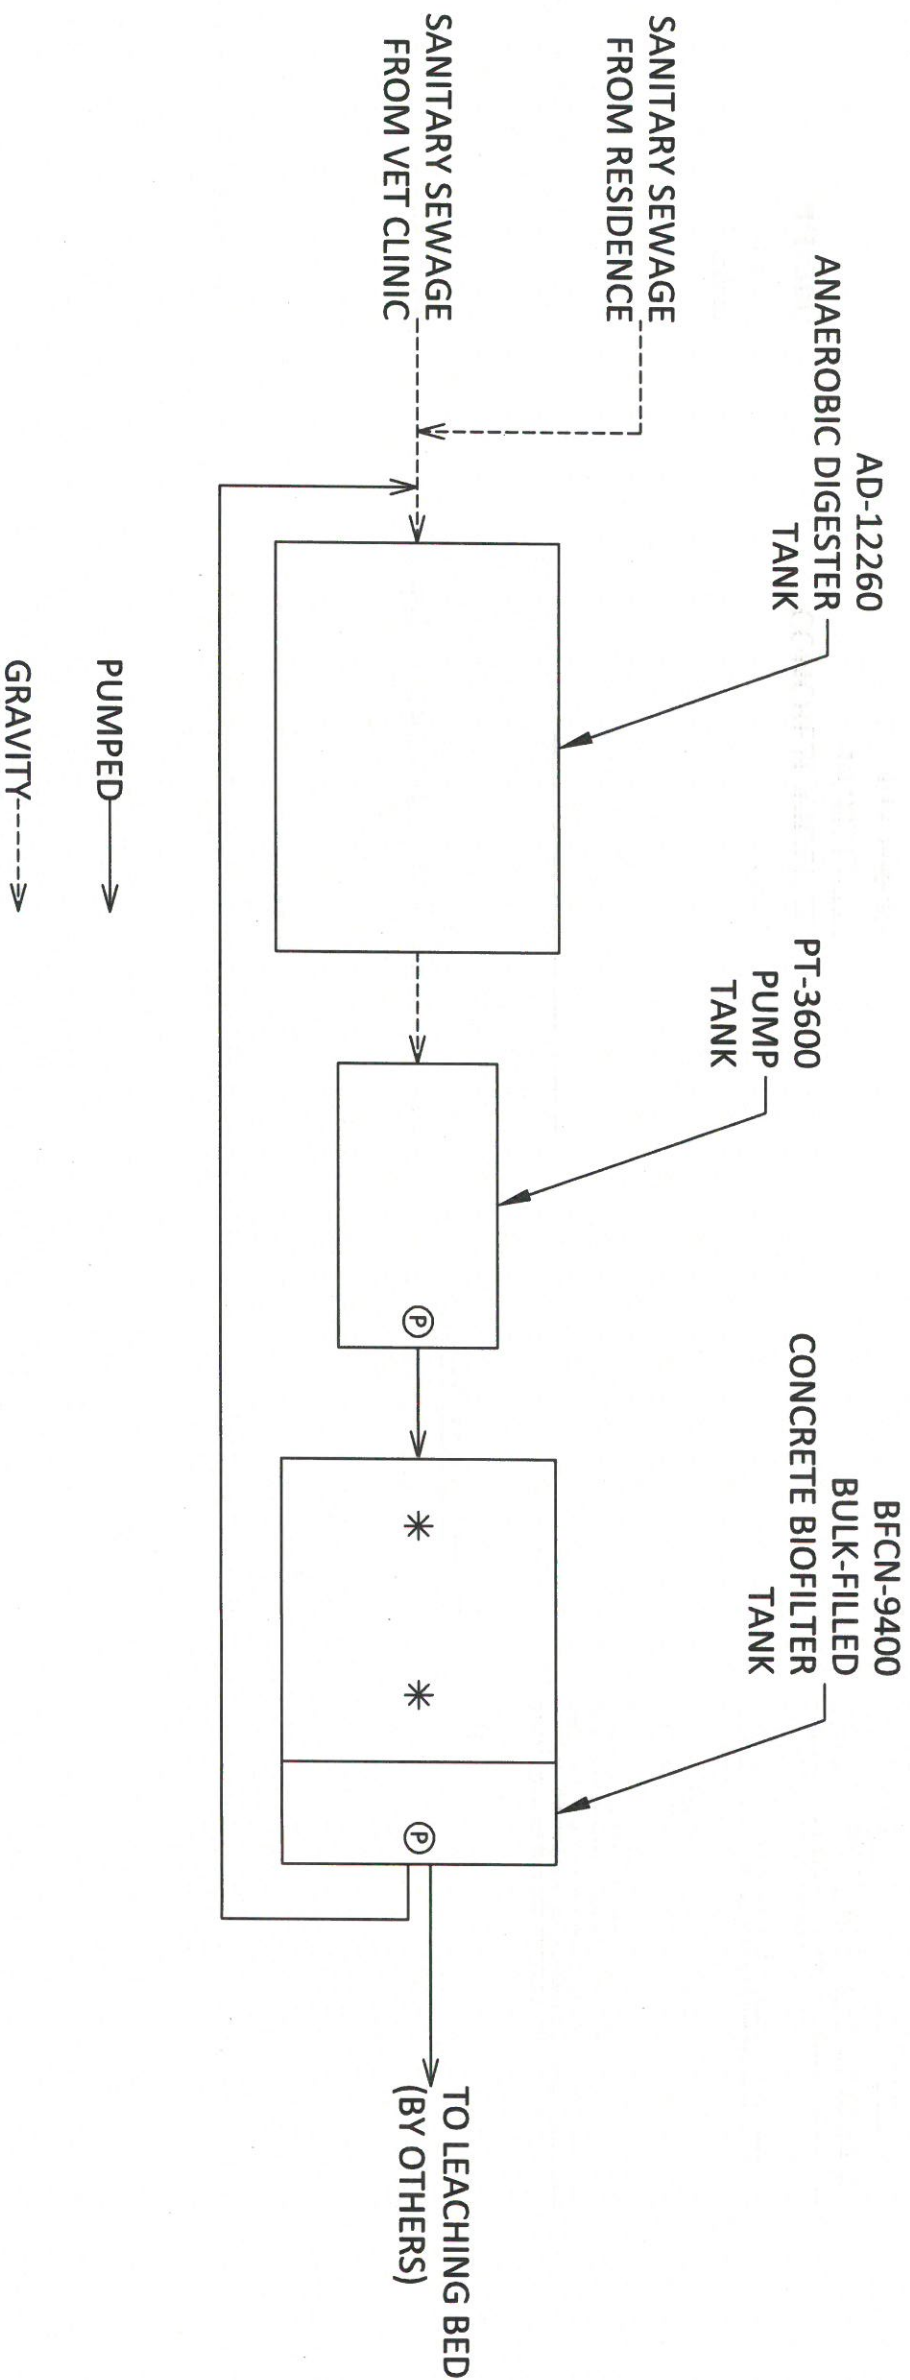 AD-12260
ANAEROBIC DIGESTER
TANK
PT-3600
PUMP
TANK
BFCN-9400
BULK-FILLED
CONCRETE BIOFILTER
TANK
SANITARY SEWAGE
FROM RESIDENCE
SANITARY SEWAGE
FROM VET CLINIC
P
P
TO LEACHING BED
(BY OTHERS)
PUMPED
GRAVITY